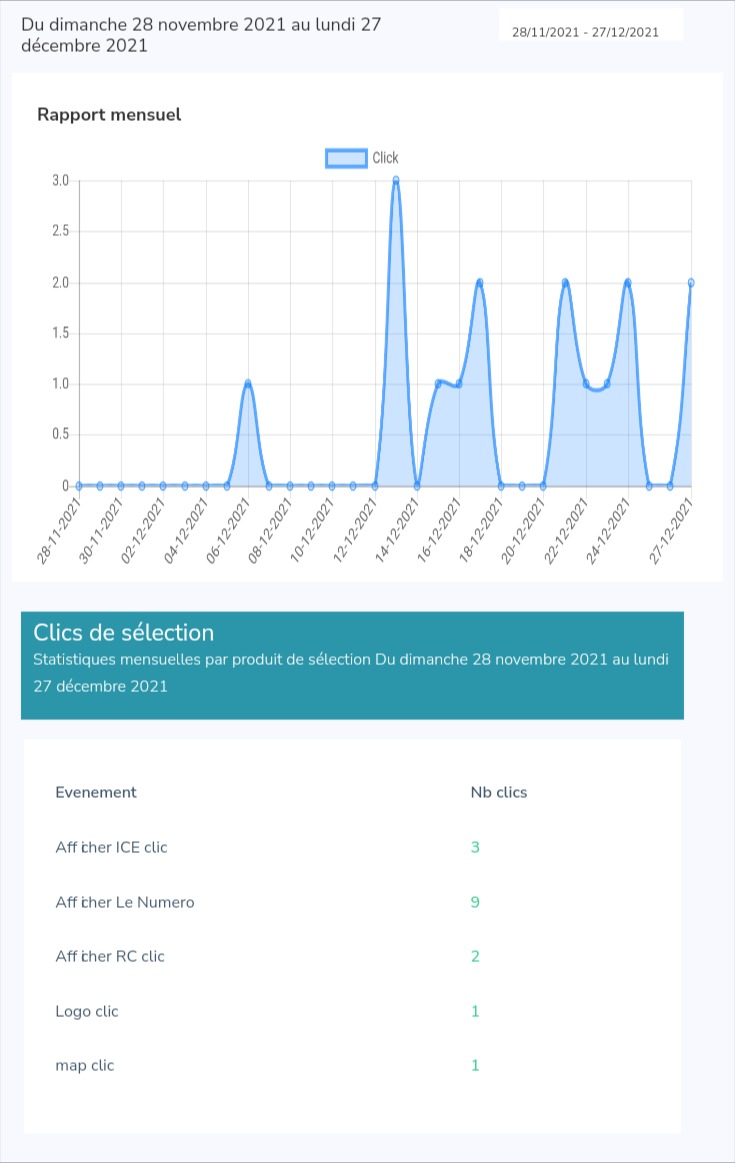 Du dimanche 28 novembre 2021 au lundi 27
décembre 2021
28/11/2021 - 27/12/2021
Rapport mensuel
Click
3.0
2.5
2.0
1.5
1.0
0.5
0
28-11-2021
30-11-2021
02-12-2021
04-12-2021
06-12-2021
08-12-2021
10-12-2021
12-12-2021
14-12-2021
16-12-2021
18-12-2021
20-12-2021
22-12-2021
24-12-2021
27-12-2021
Clics de sélection
Statistiques mensuelles par produit de sélection Du dimanche 28 novembre 2021 au lundi
27 décembre 2021
Evenement Nb clics
Afficher ICE clic 3
Afficher Le Numero 9
Afficher RC clic 2
Logo clic 1
map clic 1